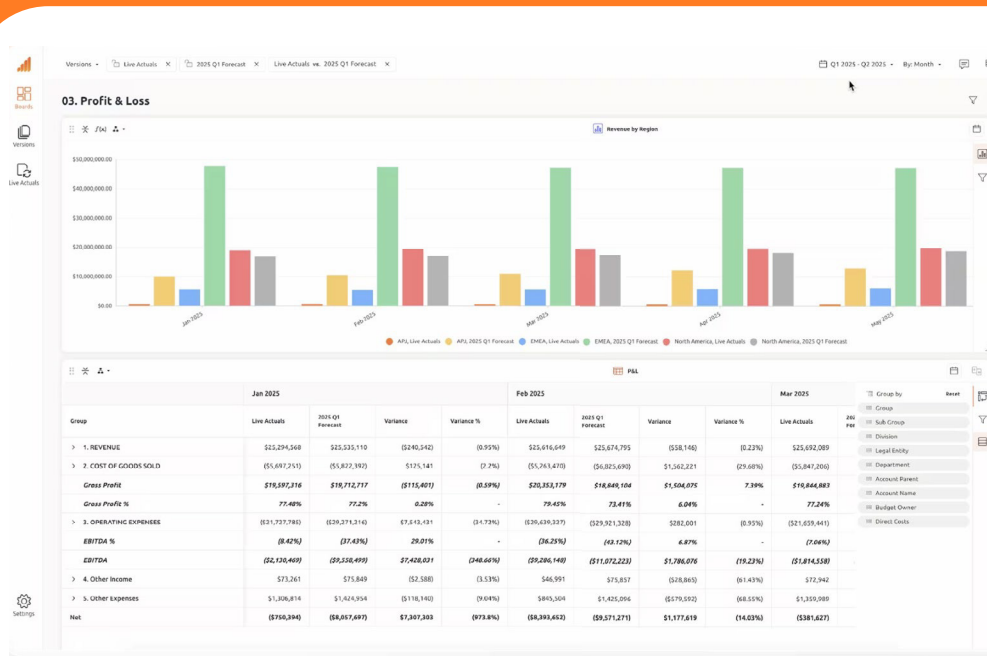 Versions
Live Actuals
2025 Q1 Forecast
Live Actuals vs. 2025 Q1 Forecast
Q1 2025 - Q2 2025
By: Month
Boards
Versions
Live Actuals
Settings
03. Profit & Loss
Revenue by Region
$50,000,000.00
$40,000,000.00
$30,000,000.00
$20,000,000.00
$10,000,000.00
$0.00
Jan 2025
Feb 2025
Mar 2025
Apr 2025
May 2025
APJ, Live Actuals
APJ, 2025 Q1 Forecast
EMEA, Live Actuals
EMEA, 2025 Q1 Forecast
North America, Live Actuals
North America, 2025 Q1 Forecast
P&L
Jan 2025 Feb 2025 Mar 2025
Group Live Actuals 2025 Q1 Forecast Variance Variance % Live Actuals 2025 Q1 Forecast Variance Variance % Live Actuals
1. REVENUE $25,294,568 $25,535,110 ($240,542) (0.95%) $25,616,649 $25,674,795 ($58,146) (0.23%) $25,692,089
2. COST OF GOODS SOLD ($5,697,251) ($5,822,392) $125,141 (2.2%) ($5,263,470) ($6,825,690) $1,562,221 (29.68%) ($5,847,206)
Gross Profit $19,597,316 $19,712,717 ($115,401) (0.59%) $20,353,179 $18,849,104 $1,504,075 7.39% $19,844,883
Gross Profit % 77.48% 77.2% 0.28% - 79.45% 73.41% 6.04% - 77.24%
3. OPERATING EXPENSES ($29,921,328) $282,001 (0.95%) ($21,659,441)
EBITDA % (8.42%) (37.43%) 29.01% - (36.25%) (43.12%) 6.87% - (7.06%)
EBITDA ($2,130,469) ($9,558,499) $7,428,031 (348.66%) ($9,286,148) ($11,072,223) $1,786,076 (19.23%) ($1,814,558)
4. Other Income $73,261 $75,849 ($2,588) (3.53%) $46,991 $75,857 ($28,865) (61.43%) $72,942
5. Other Expenses $1,306,814 $1,424,954 ($118,140) (9.04%) $845,504 $1,425,096 ($579,592) (68.55%) $1,359,989
Net ($750,394) ($8,057,697) $7,307,303 (973.8%) ($8,393,652) ($9,571,271) $1,177,619 (14.03%) ($381,627)
Group by
Reset
Group
Sub Group
Division
Legal Entity
Department
Account Parent
Account Name
Budget Owner
Direct Costs